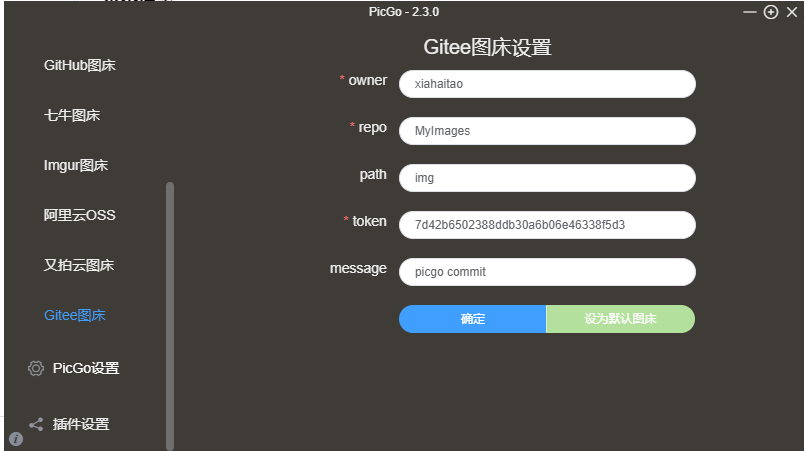 PicGo - 2.3.0
GitHub图床
七牛图床
Imgur图床
阿里云OSS
又拍云图床
Gitee图床
PicGo设置
插件设置
Gitee图床设置
* owner xiahaitao
* repo MyImages
path img
* token 7d42b6502388ddb30a6b06e46338f5d3
message picgo commit
确定 设为默认图床